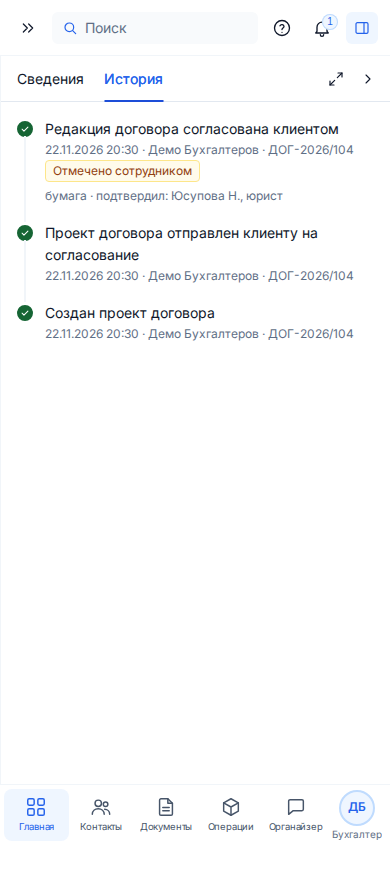 Поиск
1
Сведения
История
Редакция договора согласована клиентом
22.11.2026 20:30 · Демо Бухгалтеров · ДОГ-2026/104
Отмечено сотрудником
бумага · подтвердил: Юсупова Н., юрист
Проект договора отправлен клиенту на
согласование
22.11.2026 20:30 · Демо Бухгалтеров · ДОГ-2026/104
Создан проект договора
22.11.2026 20:30 · Демо Бухгалтеров · ДОГ-2026/104
Главная
Контакты
Документы
Операции
Органайзер
ДБ
Бухгалтер